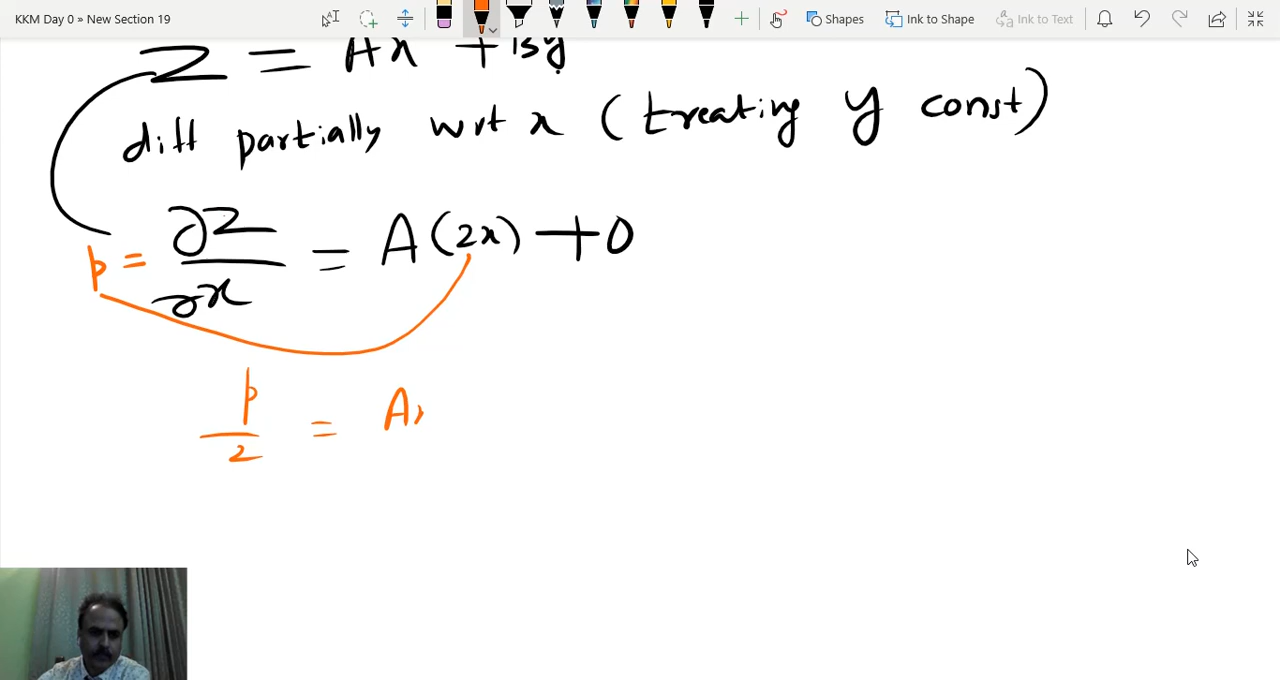 KKM Day 0 » New Section 19
Shapes
Ink to Shape
Ink to Text
Z = Ax + By
diff partially wrt x (treating y const)
p = ∂Z/∂x = A(2x) + 0
p/2 = Ax